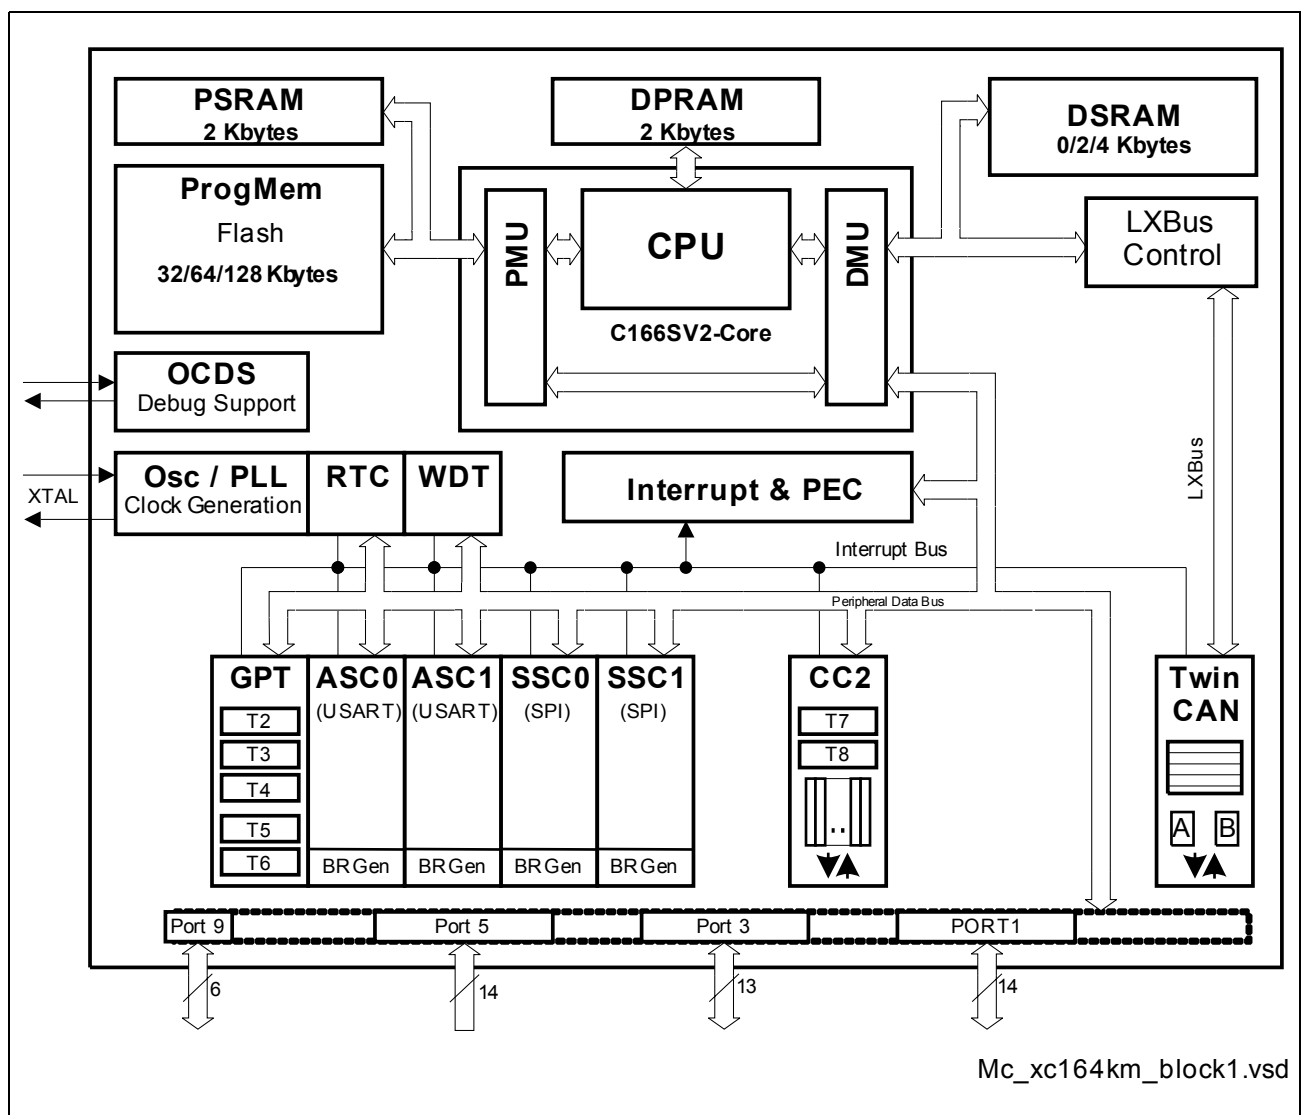 PSRAM
2 Kbytes
DPRAM
2 Kbytes
DSRAM
0/2/4 Kbytes
ProgMem
Flash
32/64/128 Kbytes
PMU
CPU
DMU
C166SV2-Core
LXBus
Control
OCDS
Debug Support
Osc / PLL
Clock Generation
RTC
WDT
XTAL
Interrupt & PEC
LXBus
Interrupt Bus
Peripheral Data Bus
GPT
T2
T3
T4
T5
T6
ASC0
(USART)
BRGen
ASC1
(USART)
BRGen
SSC0
(SPI)
BRGen
SSC1
(SPI)
BRGen
CC2
T7
T8
..
Twin
CAN
A
B
Port 9
Port 5
Port 3
PORT1
6
14
13
14
Mc_xc164km_block1.vsd